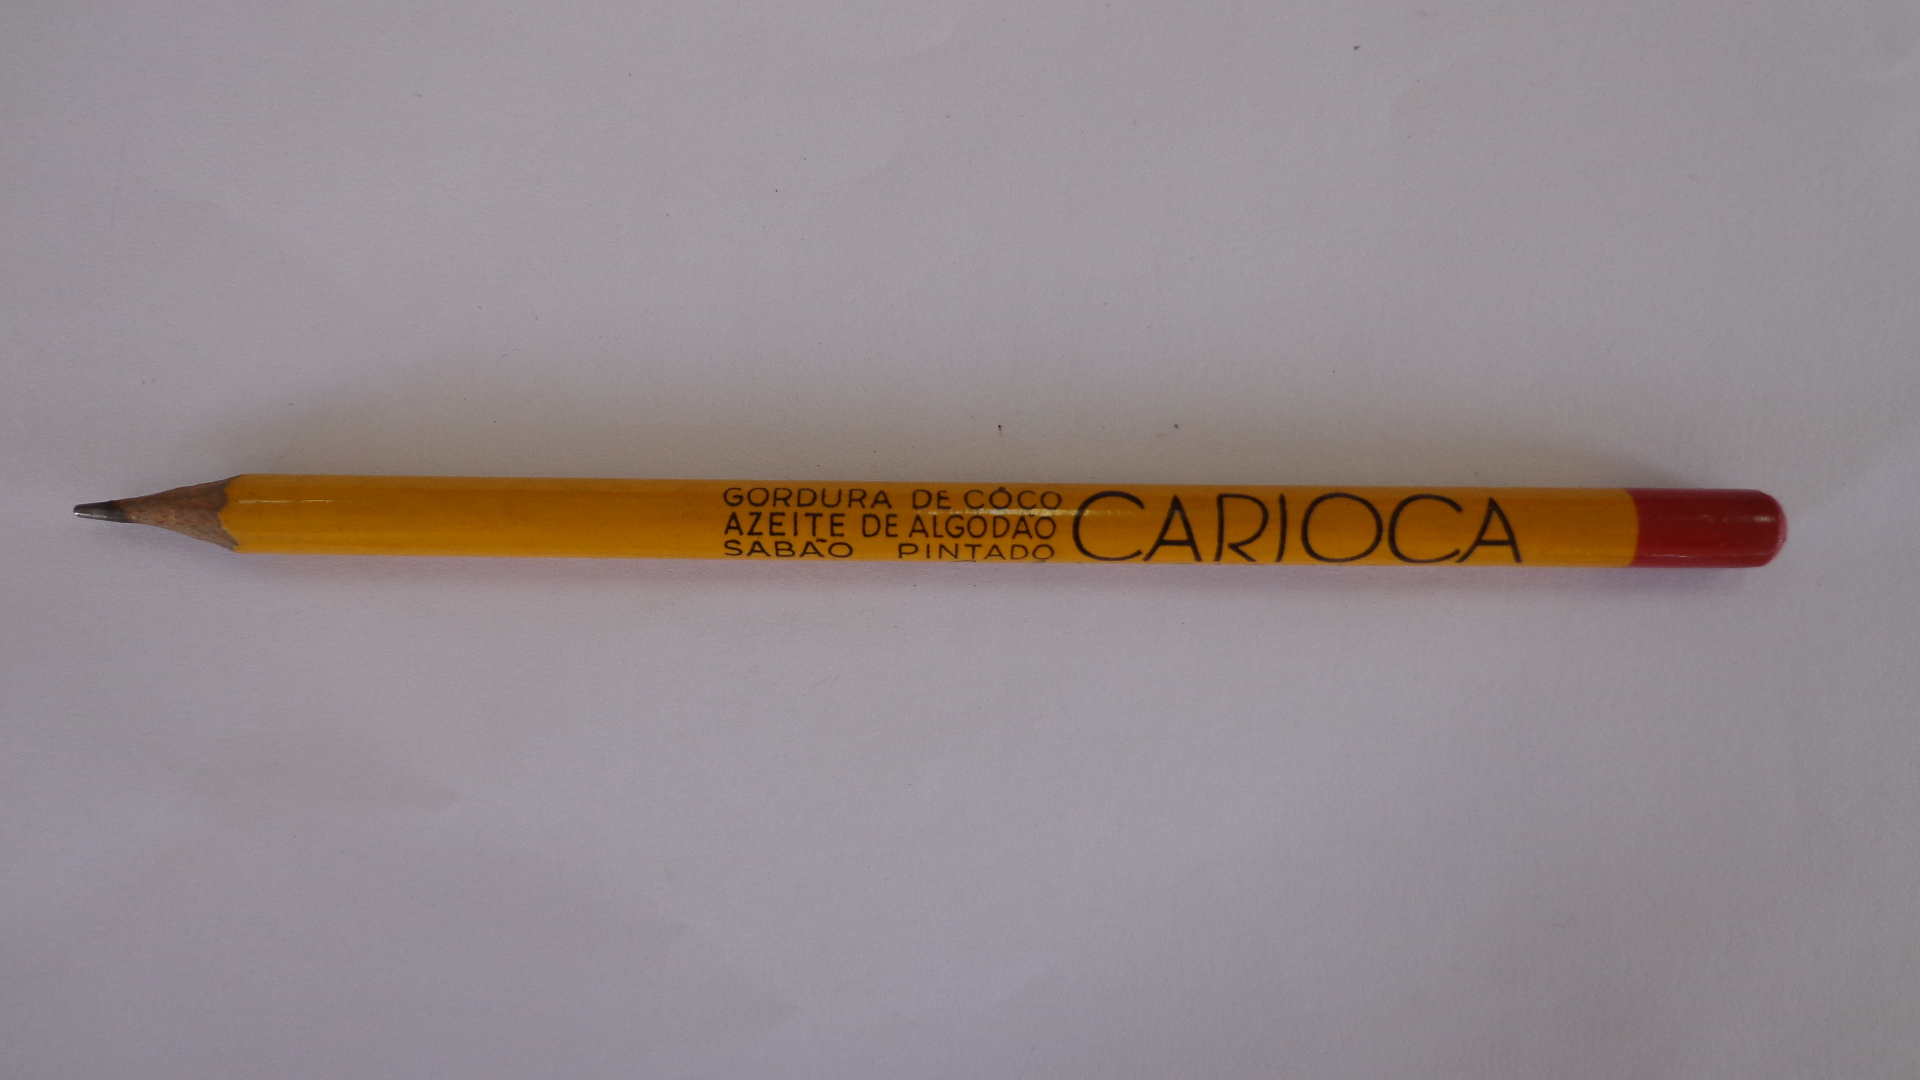 GORDURA DE CÔCO
AZEITE DE ALGODÃO
SABÃO PINTADO
CARIOCA